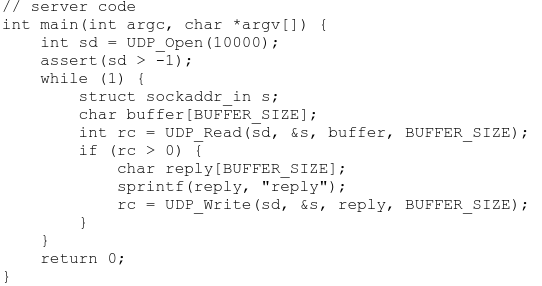 // server code
int main(int argc, char *argv[]) {
    int sd = UDP_Open(10000);
    assert(sd > -1);
    while (1) {
        struct sockaddr_in s;
        char buffer[BUFFER_SIZE];
        int rc = UDP_Read(sd, &s, buffer, BUFFER_SIZE);
        if (rc > 0) {
            char reply[BUFFER_SIZE];
            sprintf(reply, "reply");
            rc = UDP_Write(sd, &s, reply, BUFFER_SIZE);
        }
    }
    return 0;
}